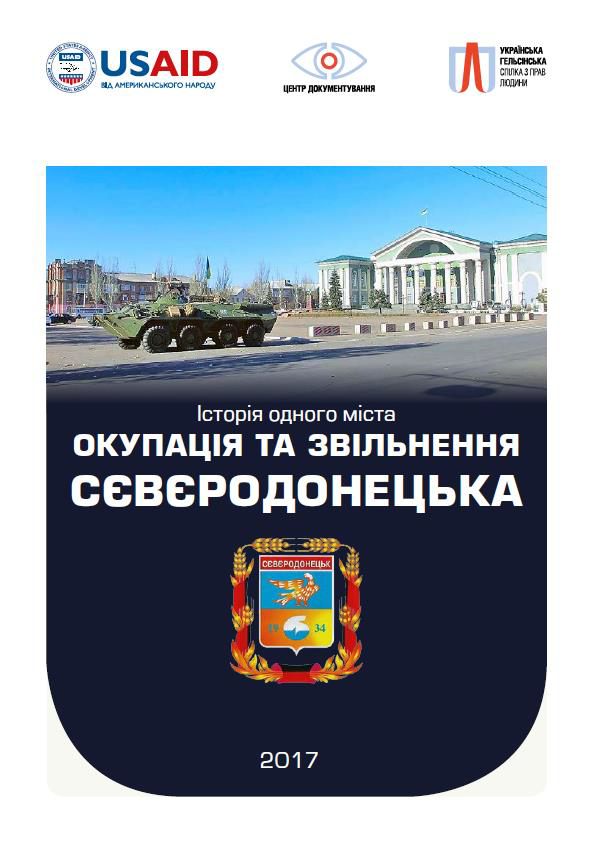 USAID
ВІД АМЕРИКАНСЬКОГО НАРОДУ
ЦЕНТР ДОКУМЕНТУВАННЯ
УКРАЇНСЬКА
ГЕЛЬСІНСЬКА
СПІЛКА З ПРАВ
ЛЮДИНИ
Історія одного міста
ОКУПАЦІЯ ТА ЗВІЛЬНЕННЯ
СЄВЄРОДОНЕЦЬКА
СЄВЄРОДОНЕЦЬК
19 34
2017